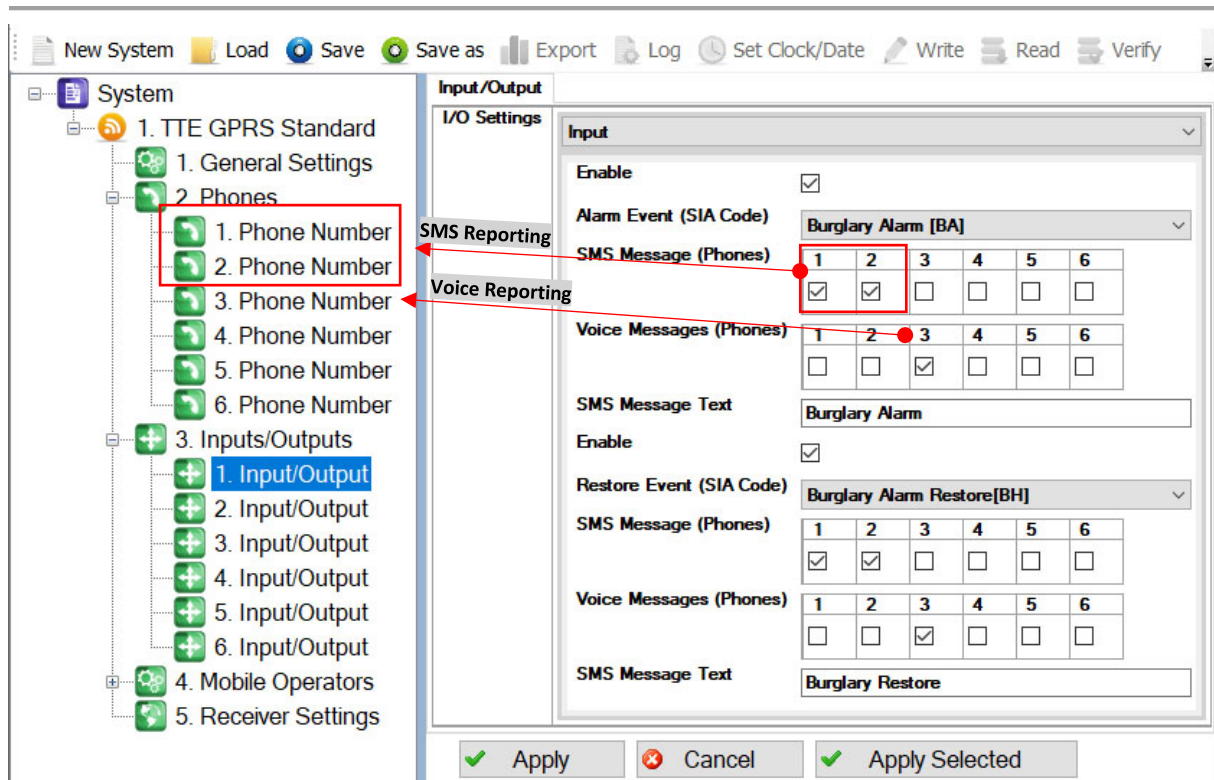 New System Load Save Save as Export Log Set Clock/Date Write Read Verify
System
1. TTE GPRS Standard
1. General Settings
2. Phones
1. Phone Number
2. Phone Number
3. Phone Number
4. Phone Number
5. Phone Number
6. Phone Number
3. Inputs/Outputs
1. Input/Output
2. Input/Output
3. Input/Output
4. Input/Output
5. Input/Output
6. Input/Output
4. Mobile Operators
5. Receiver Settings
SMS Reporting
Voice Reporting
Input/Output
I/O Settings
Input
Enable
Alarm Event (SIA Code) Burglary Alarm [BA]
SMS Message (Phones) 1 2 3 4 5 6
Voice Messages (Phones) 1 2 3 4 5 6
SMS Message Text Burglary Alarm
Enable
Restore Event (SIA Code) Burglary Alarm Restore[BH]
SMS Message (Phones) 1 2 3 4 5 6
Voice Messages (Phones) 1 2 3 4 5 6
SMS Message Text Burglary Restore
Apply Cancel Apply Selected